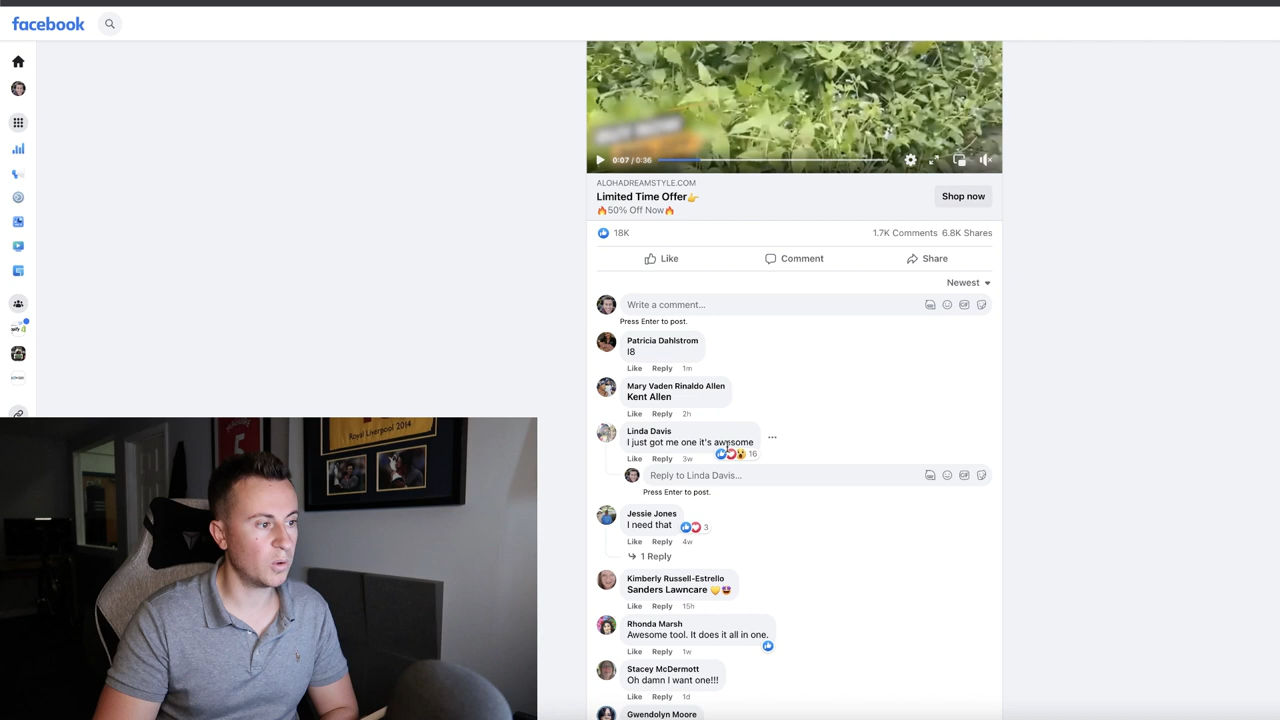 facebook
BUY NOW
0:07 / 0:36
ALOHADREAMSTYLE.COM
Limited Time Offer👉
🔥50% Off Now🔥
Shop now
18K
1.7K Comments 6.8K Shares
Like
Comment
Share
Newest
Write a comment...
Press Enter to post.
Patricia Dahlstrom
I8
Like Reply 1m
Mary Vaden Rinaldo Allen
Kent Allen
Like Reply 2h
Linda Davis
I just got me one it's awesome
16
Like Reply 3w
Reply to Linda Davis...
Press Enter to post.
Jessie Jones
I need that
3
Like Reply 4w
1 Reply
Kimberly Russell-Estrello
Sanders Lawncare 💛🤩
Like Reply 15h
Rhonda Marsh
Awesome tool. It does it all in one.
Like Reply 1w
Stacey McDermott
Oh damn I want one!!!
Like Reply 1d
Gwendolyn Moore
Royal Liverpool 2014